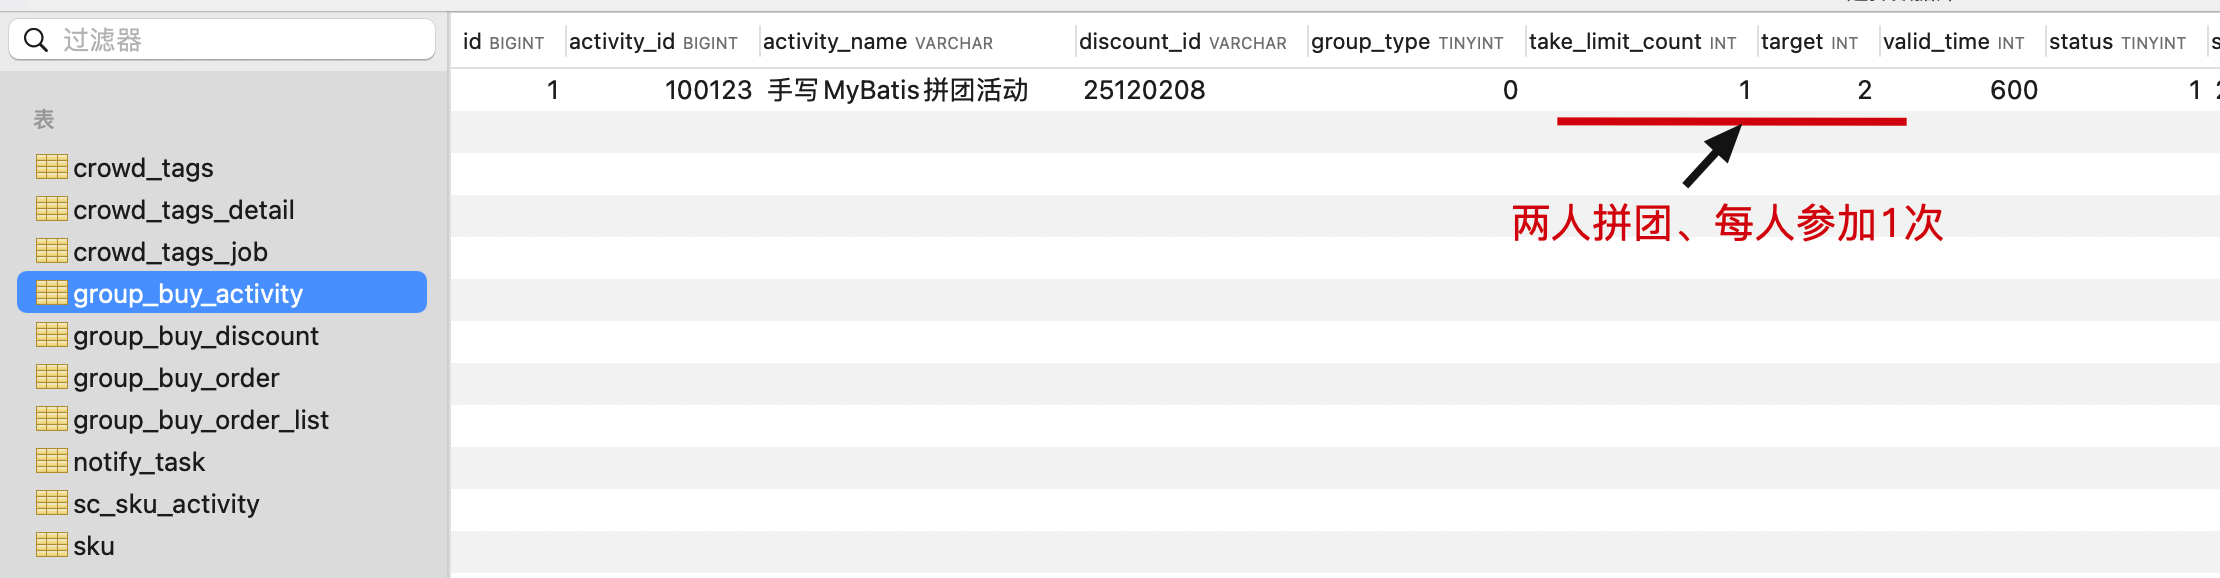 过滤器
表
crowd_tags
crowd_tags_detail
crowd_tags_job
group_buy_activity
group_buy_discount
group_buy_order
group_buy_order_list
notify_task
sc_sku_activity
sku
id BIGINT activity_id BIGINT activity_name VARCHAR discount_id VARCHAR group_type TINYINT take_limit_count INT target INT valid_time INT status TINYINT
1 100123 手写MyBatis拼团活动 25120208 0 1 2 600 1
两人拼团、每人参加1次